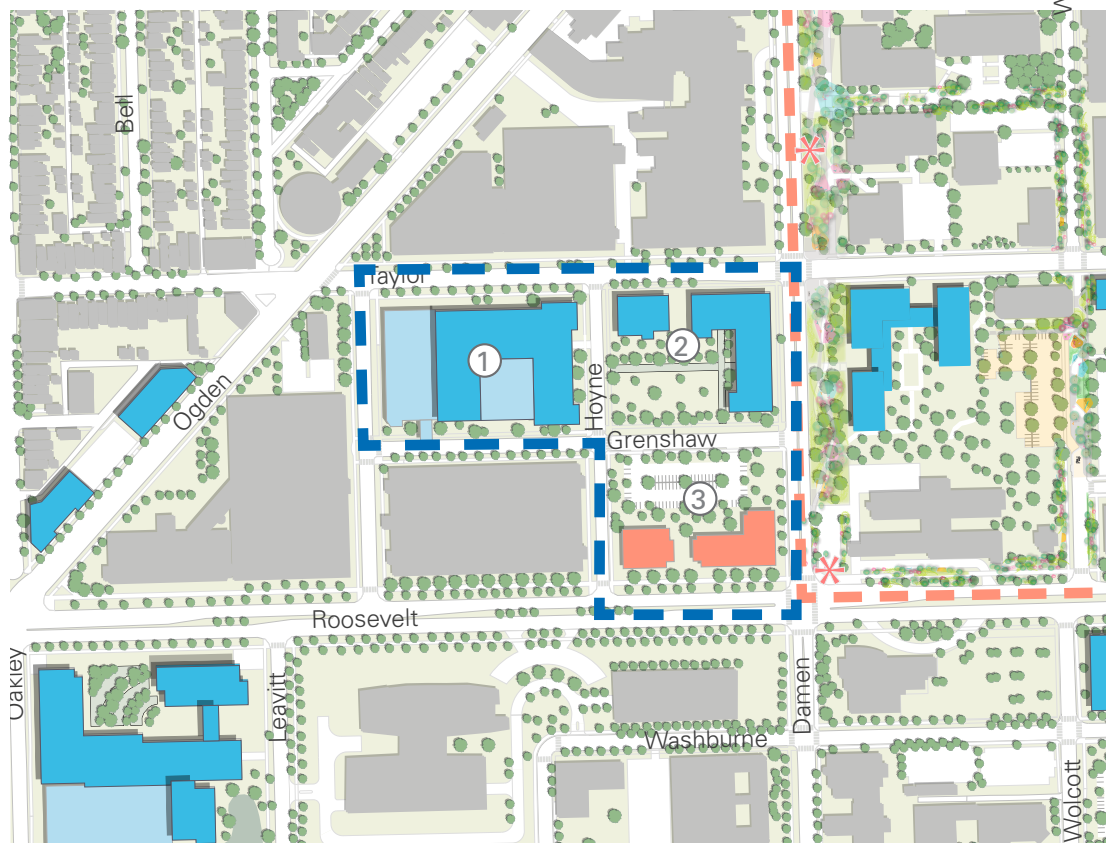 Bell
Taylor
Ogden
1
2
Hoyne
Grenshaw
3
Roosevelt
Oakley
Leavitt
Damen
Washburne
Wolcott